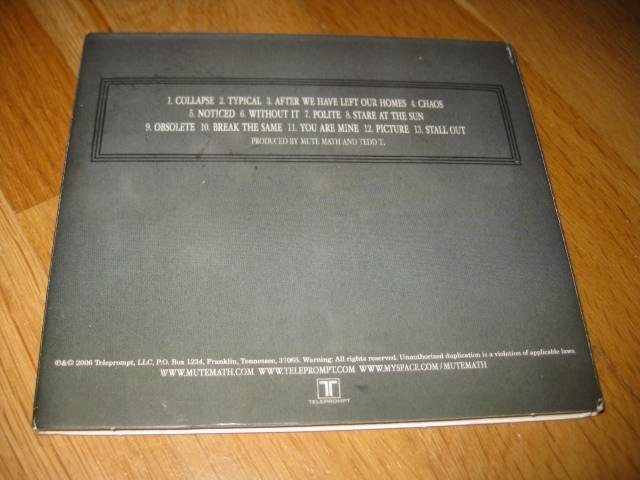 1. COLLAPSE 2. TYPICAL 3. AFTER WE HAVE LEFT OUR HOMES 4. CHAOS
5. NOTICED 6. WITHOUT IT 7. POLITE 8. STARE AT THE SUN
9. OBSOLETE 10. BREAK THE SAME 11. YOU ARE MINE 12. PICTURE 13. STALL OUT
PRODUCED BY MUTE MATH AND TEDD T.
℗&© 2006 Teleprompt, LLC, P.O. Box 1234, Franklin, Tennessee, 37065. Warning: All rights reserved. Unauthorized duplication is a violation of applicable laws.
WWW.MUTEMATH.COM WWW.TELEPROMPT.COM WWW.MYSPACE.COM/MUTEMATH
T
TELEPROMPT